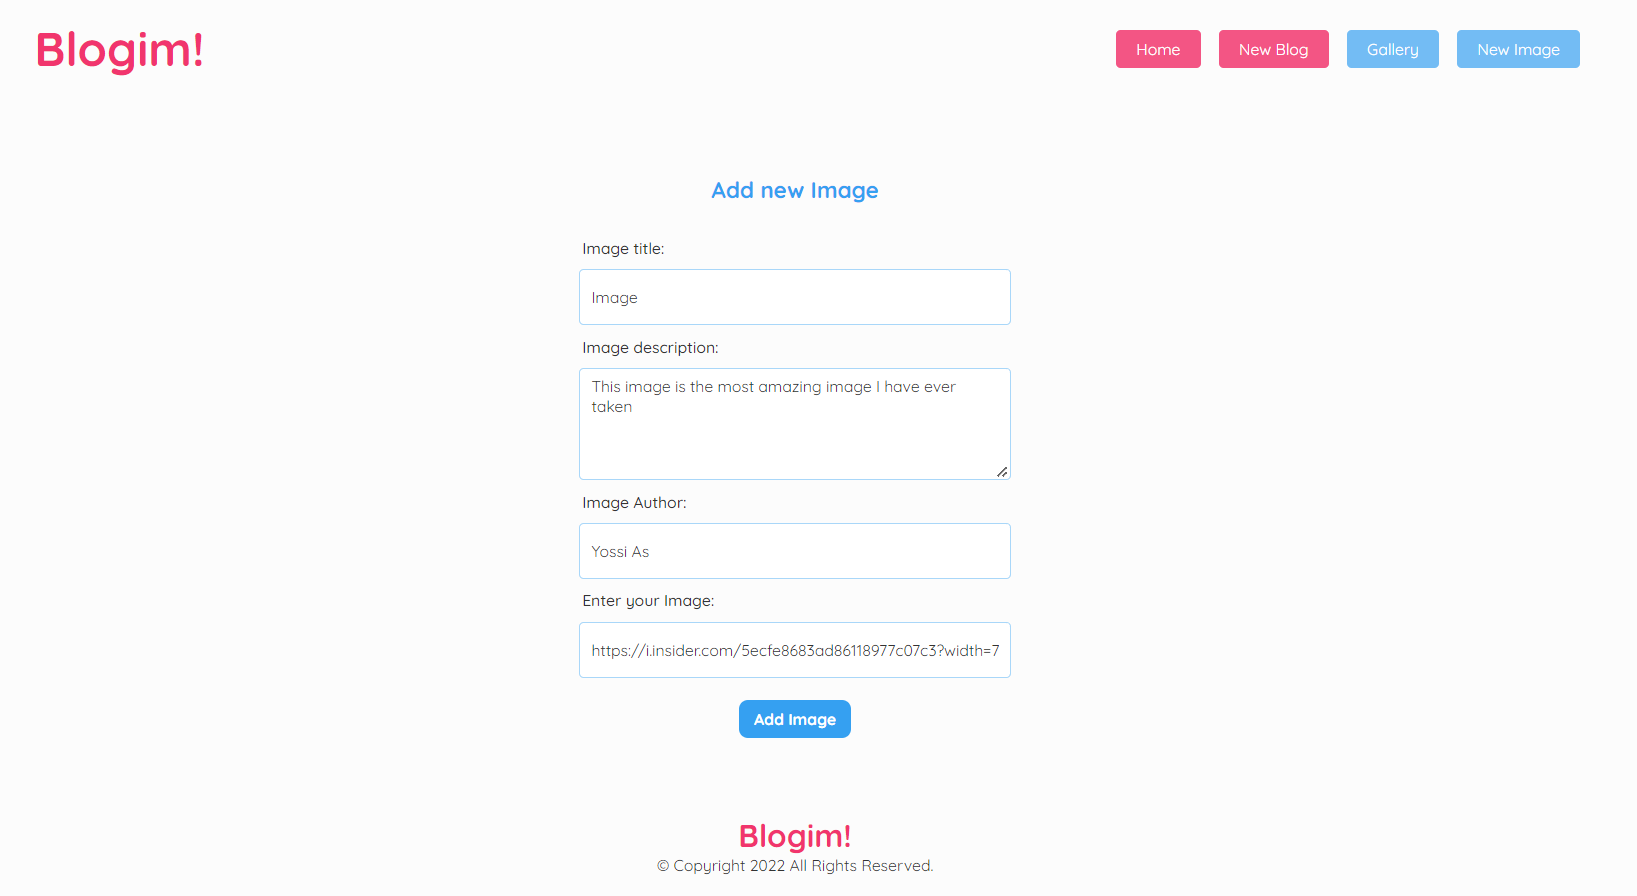 Blogim!
Home
New Blog
Gallery
New Image
Add new Image
Image title:
Image
Image description:
This image is the most amazing image I have ever
taken
Image Author:
Yossi As
Enter your Image:
https://i.insider.com/5ecfe8683ad86118977c07c3?width=7
Add Image
Blogim!
© Copyright 2022 All Rights Reserved.